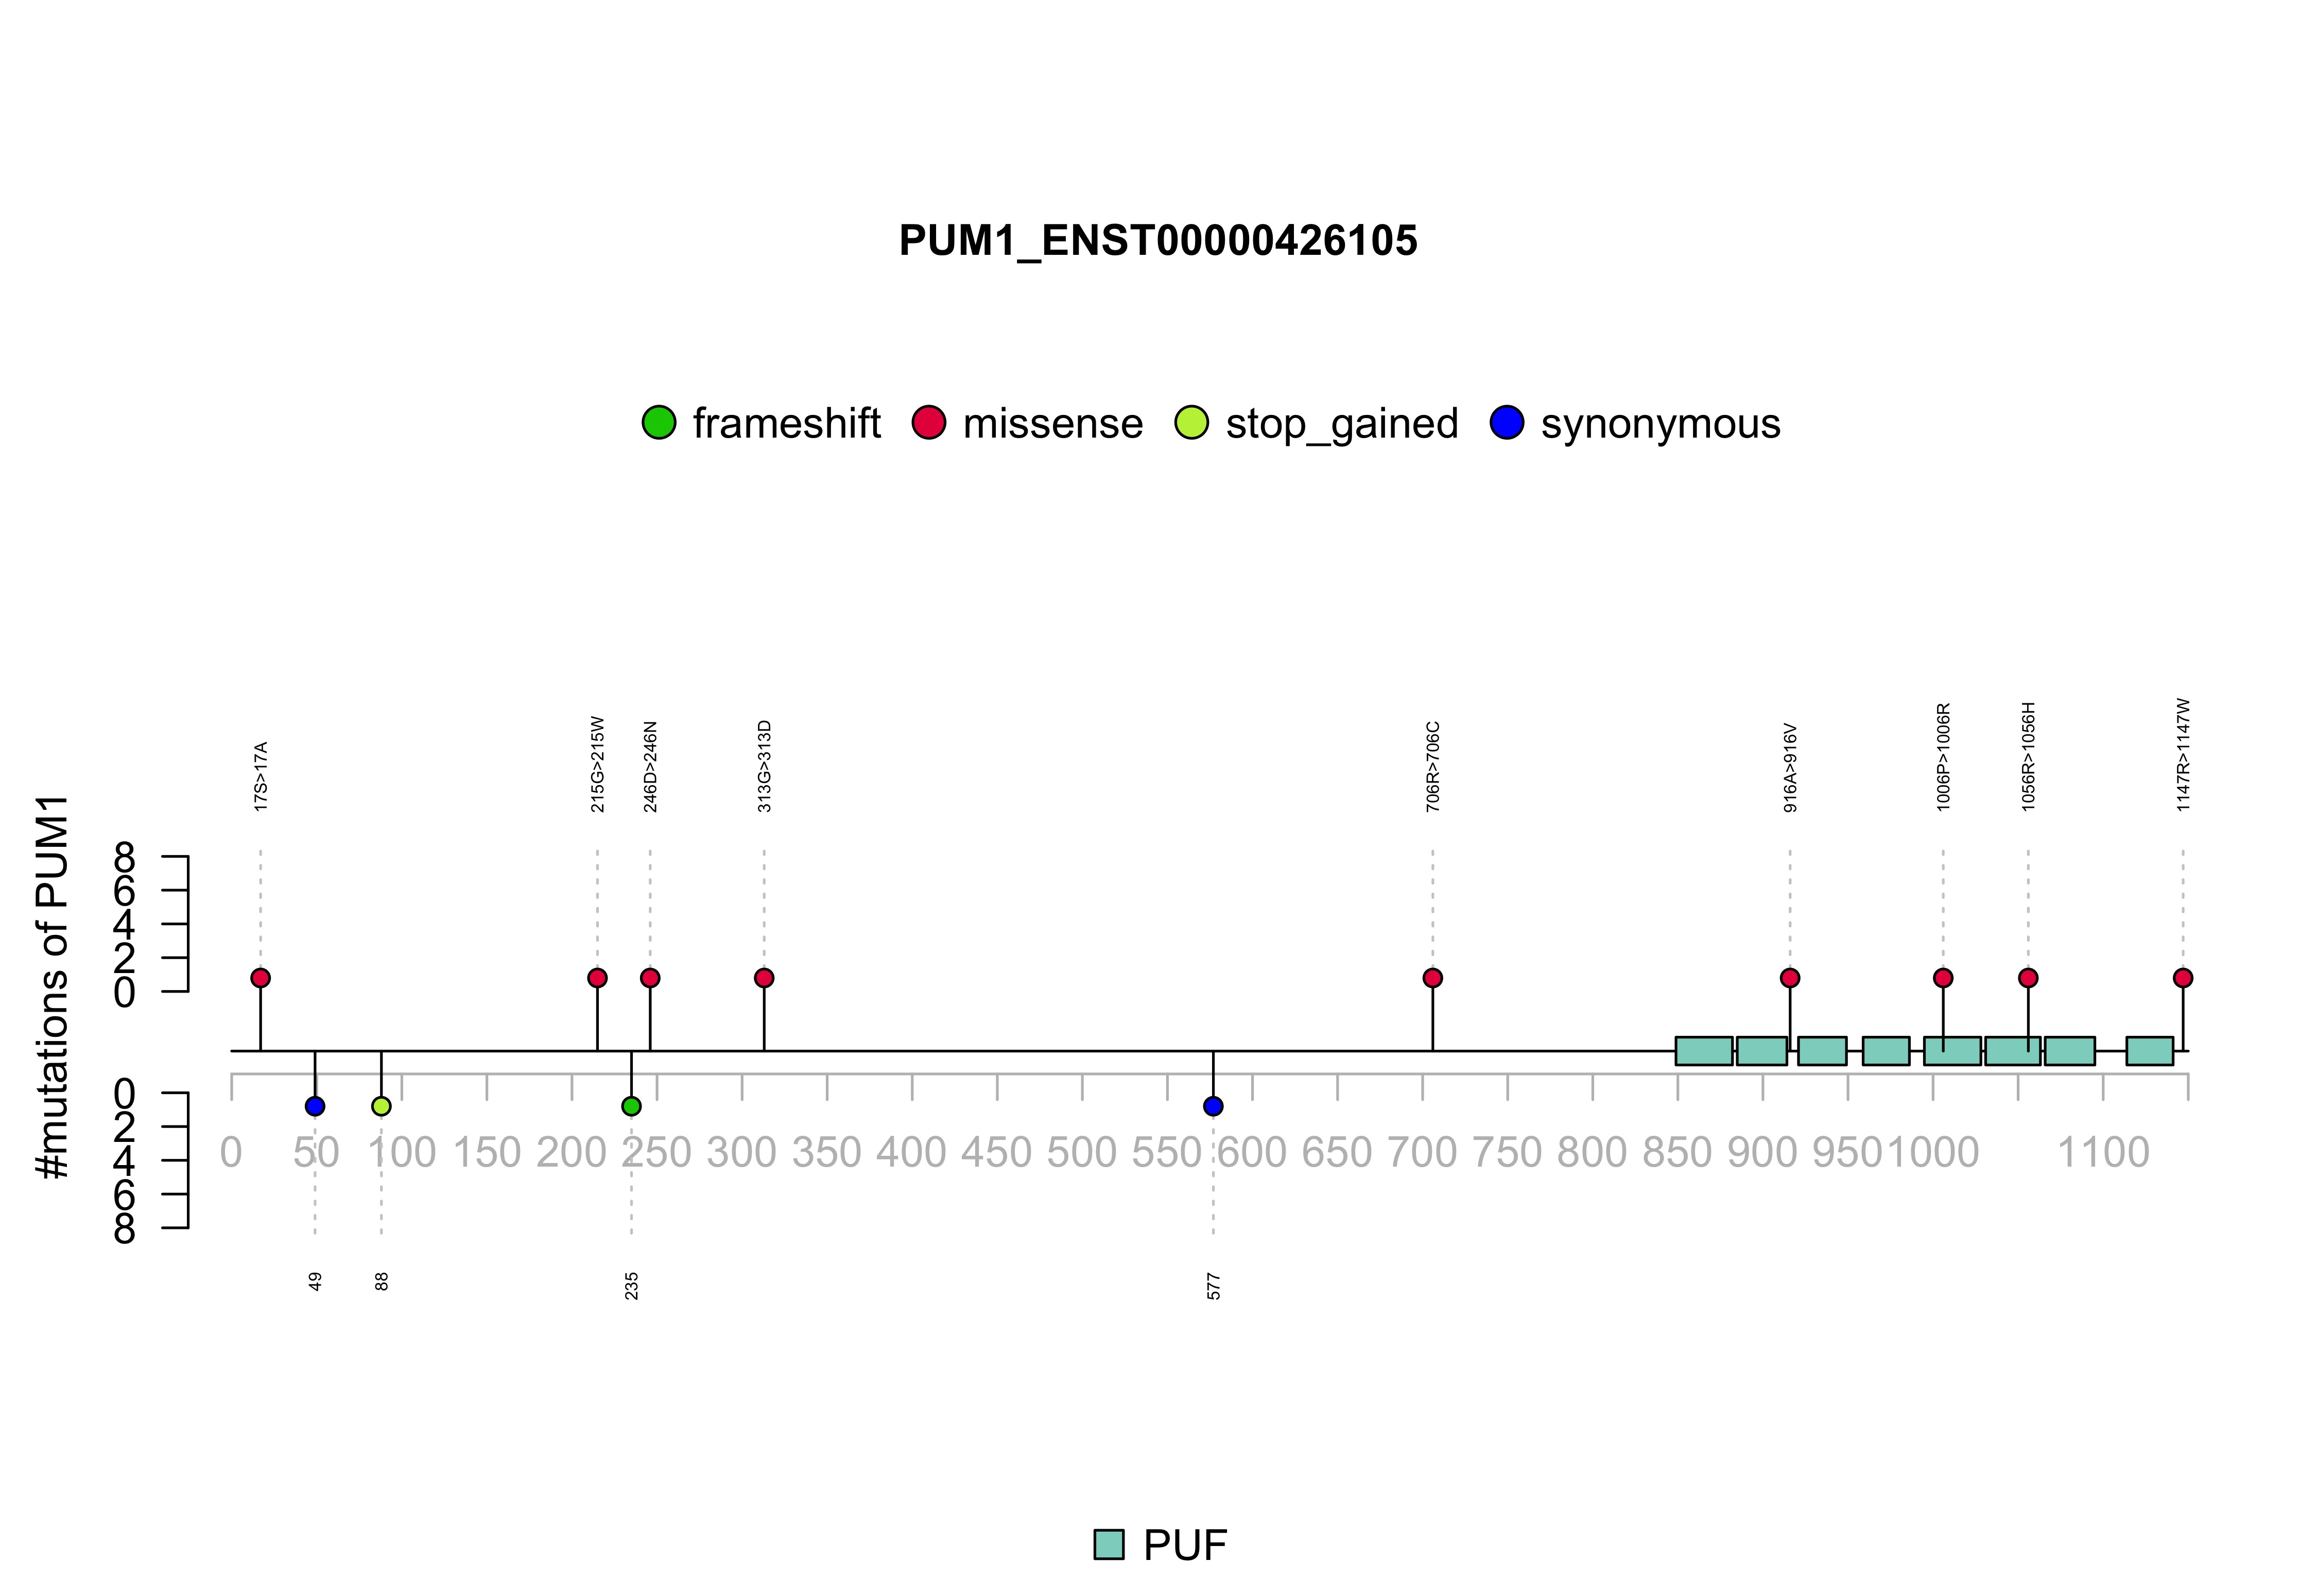 PUM1_ENST00000426105
frameshift missense stop_gained synonymous
17S>17A 215G>215W 246D>246N 313G>313D 706R>706C 916A>916V 1006P>1006R 1056R>1056H 1147R>1147W
#mutations of PUM1
8
6
4
2
0
0
2
4
6
8
0 50 100 150 200 250 300 350 400 450 500 550 600 650 700 750 800 850 900 950 1000 1100
49 88 235 577
PUF